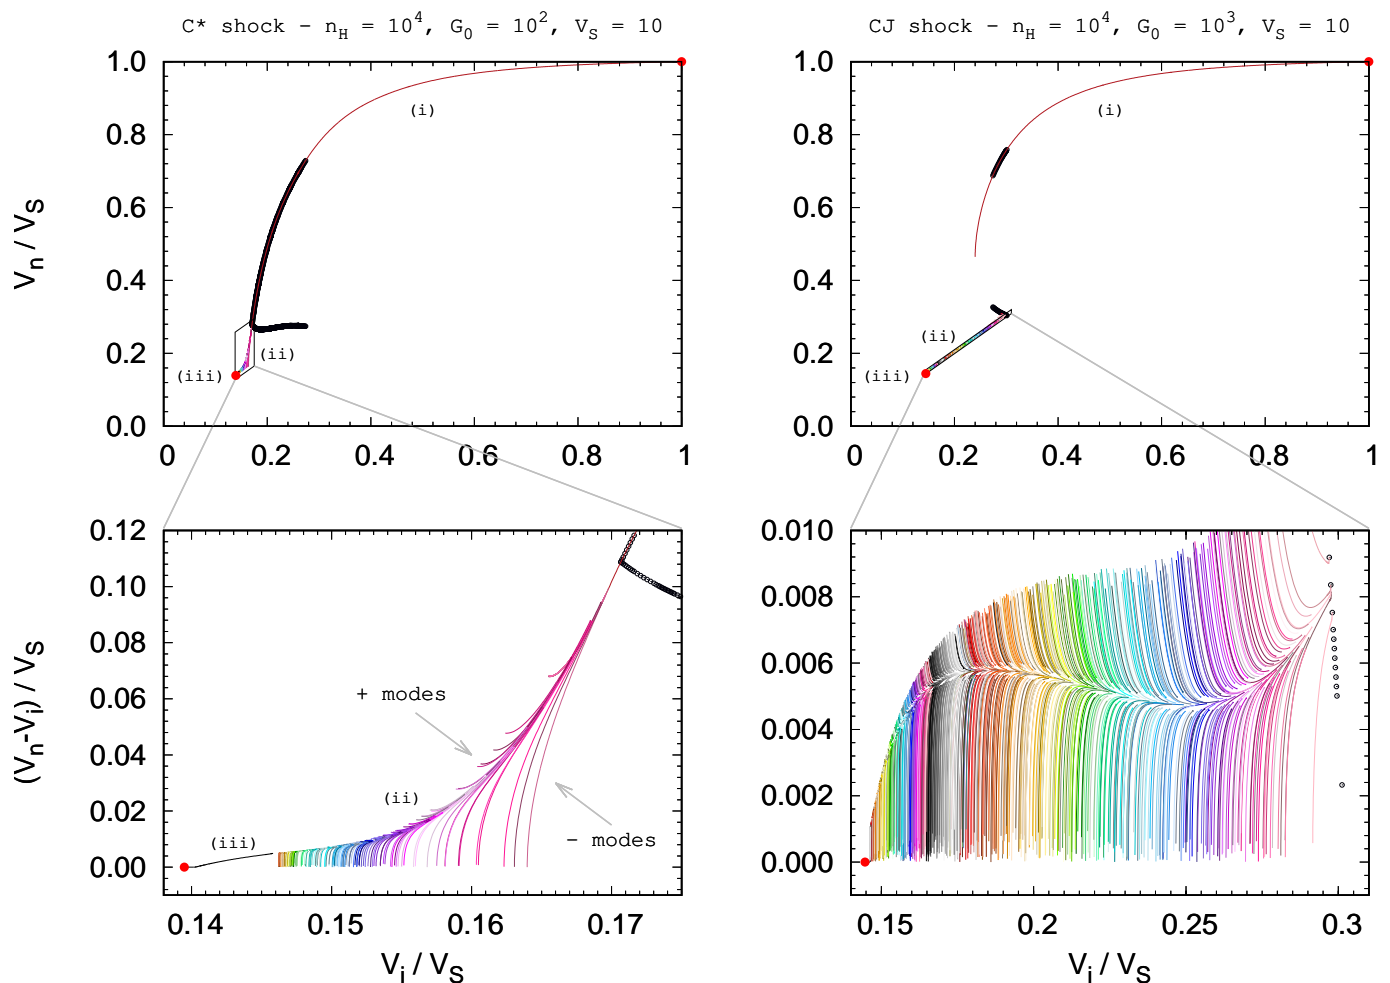 C* shock − n_H = 10^4, G_0 = 10^2, V_S = 10
CJ shock − n_H = 10^4, G_0 = 10^3, V_S = 10
V_n / V_S
1.0
0.8
0.6
0.4
0.2
0.0
0 0.2 0.4 0.6 0.8 1
(i)
(ii)
(iii)
1.0
0.8
0.6
0.4
0.2
0.0
0 0.2 0.4 0.6 0.8 1
(i)
(ii)
(iii)
(V_n-V_i) / V_S
0.12
0.10
0.08
0.06
0.04
0.02
0.00
0.14 0.15 0.16 0.17
V_i / V_S
+ modes
(ii)
(iii)
− modes
0.010
0.008
0.006
0.004
0.002
0.000
0.15 0.2 0.25 0.3
V_i / V_S